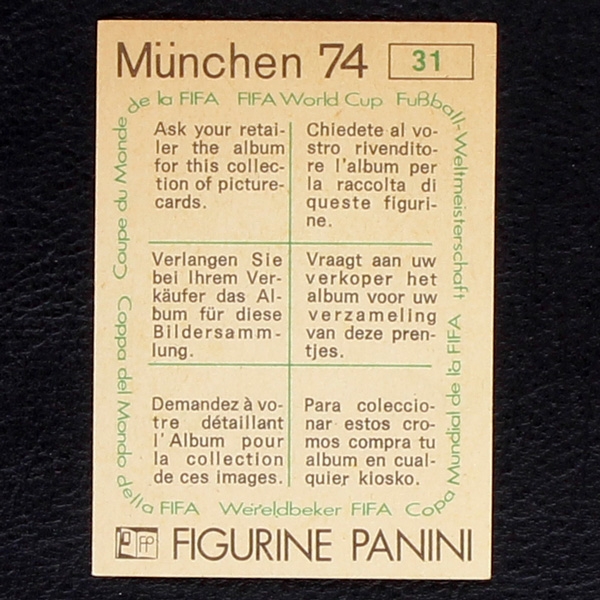 München 74 31
Coupe du Monde de la FIFA FIFA World Cup Fußball-Weltmeisterschaft
Ask your retai-
ler the album
for this collec-
tion of picture-
cards.
Chiedete al vo-
stro rivendito-
re l'album per
la raccolta di
queste figuri-
ne.
Verlangen Sie
bei Ihrem Ver-
käufer das Al-
bum für diese
Bildersamm-
lung.
Vraagt aan uw
verkoper het
album voor uw
verzameling
van deze pren-
tjes.
Demandez à vo-
tre détaillant
l'Album pour
la collection
de ces images.
Para coleccio-
nar estos cro-
mos compra tu
album en cual-
quier kiosko.
Coppa del Mondo della FIFA Wereldbeker FIFA Copa Mundial de la FIFA
FP FIGURINE PANINI